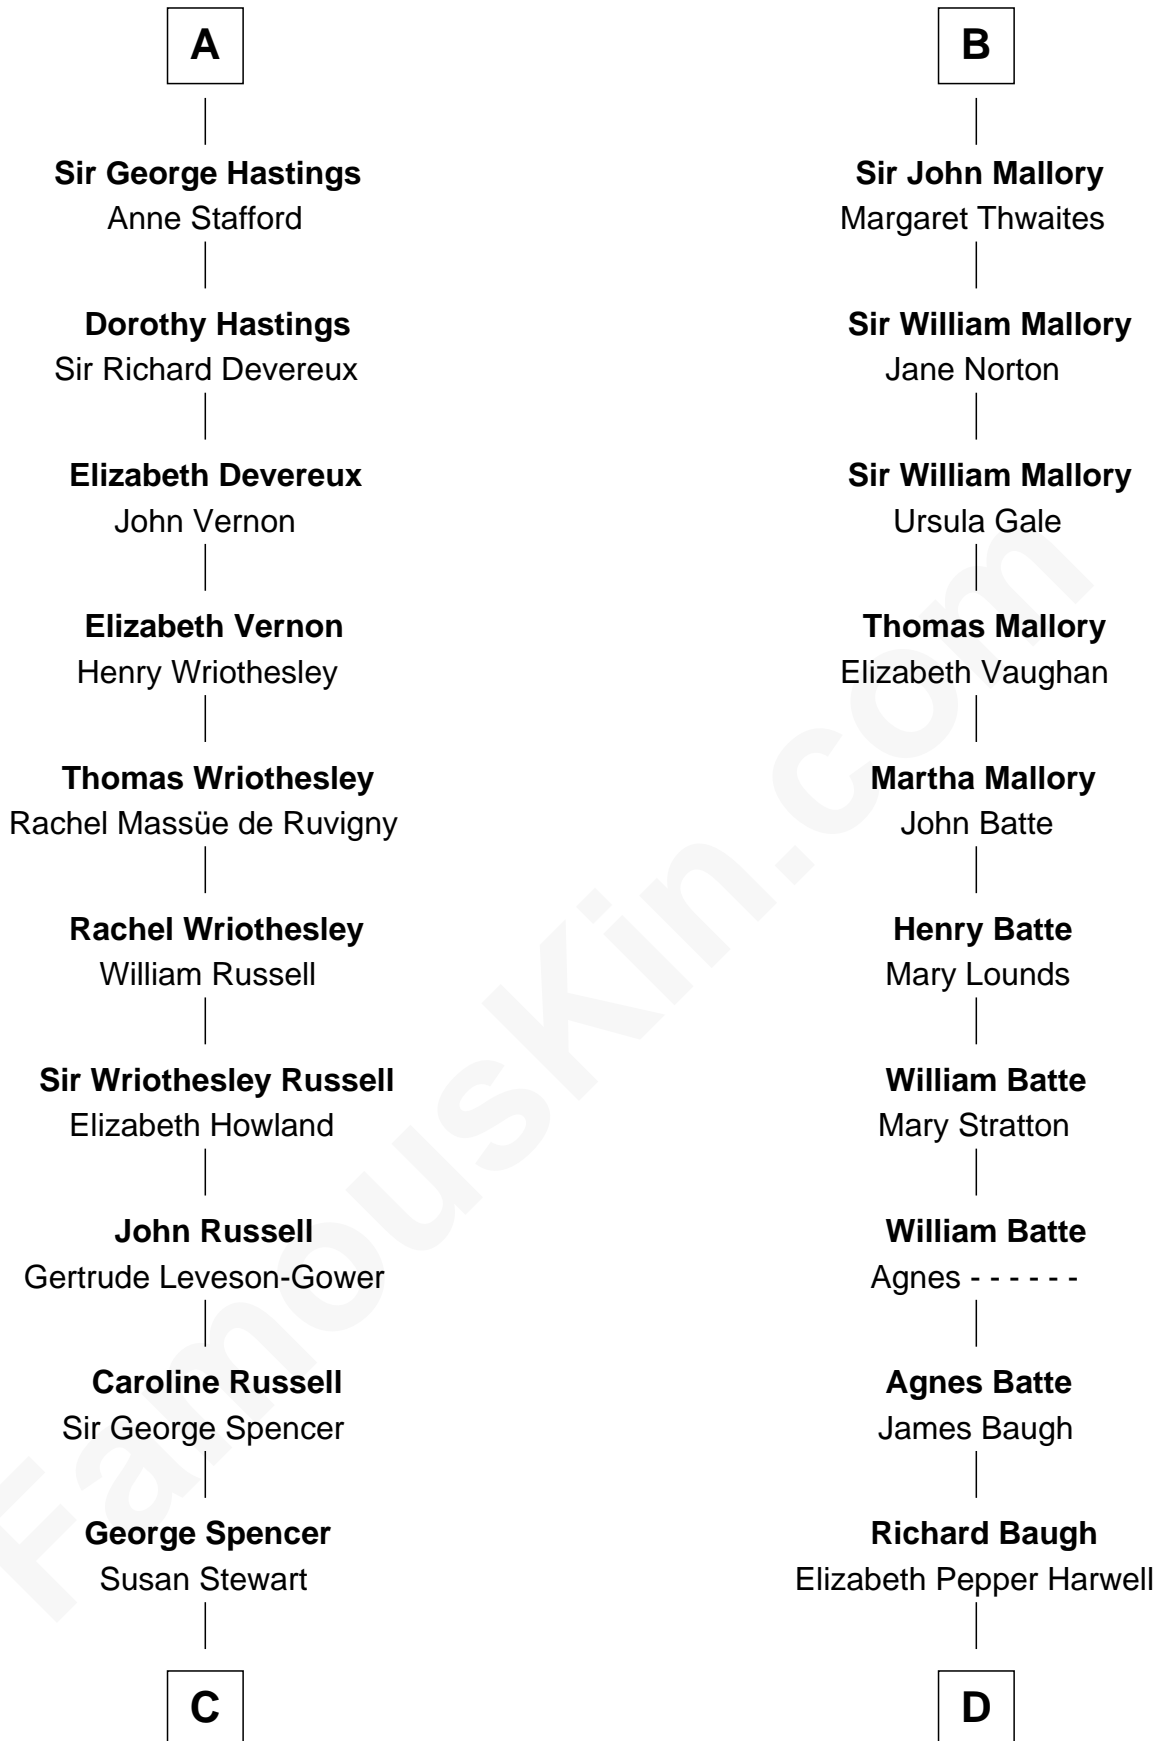 A
Sir George Hastings
Anne Stafford
Dorothy Hastings
Sir Richard Devereux
Elizabeth Devereux
John Vernon
Elizabeth Vernon
Henry Wriothesley
Thomas Wriothesley
Rachel Massüe de Ruvigny
Rachel Wriothesley
William Russell
Sir Wriothesley Russell
Elizabeth Howland
John Russell
Gertrude Leveson-Gower
Caroline Russell
Sir George Spencer
George Spencer
Susan Stewart
C
B
Sir John Mallory
Margaret Thwaites
Sir William Mallory
Jane Norton
Sir William Mallory
Ursula Gale
Thomas Mallory
Elizabeth Vaughan
Martha Mallory
John Batte
Henry Batte
Mary Lounds
William Batte
Mary Stratton
William Batte
Agnes - - - - - -
Agnes Batte
James Baugh
Richard Baugh
Elizabeth Pepper Harwell
D
FamousKin.com